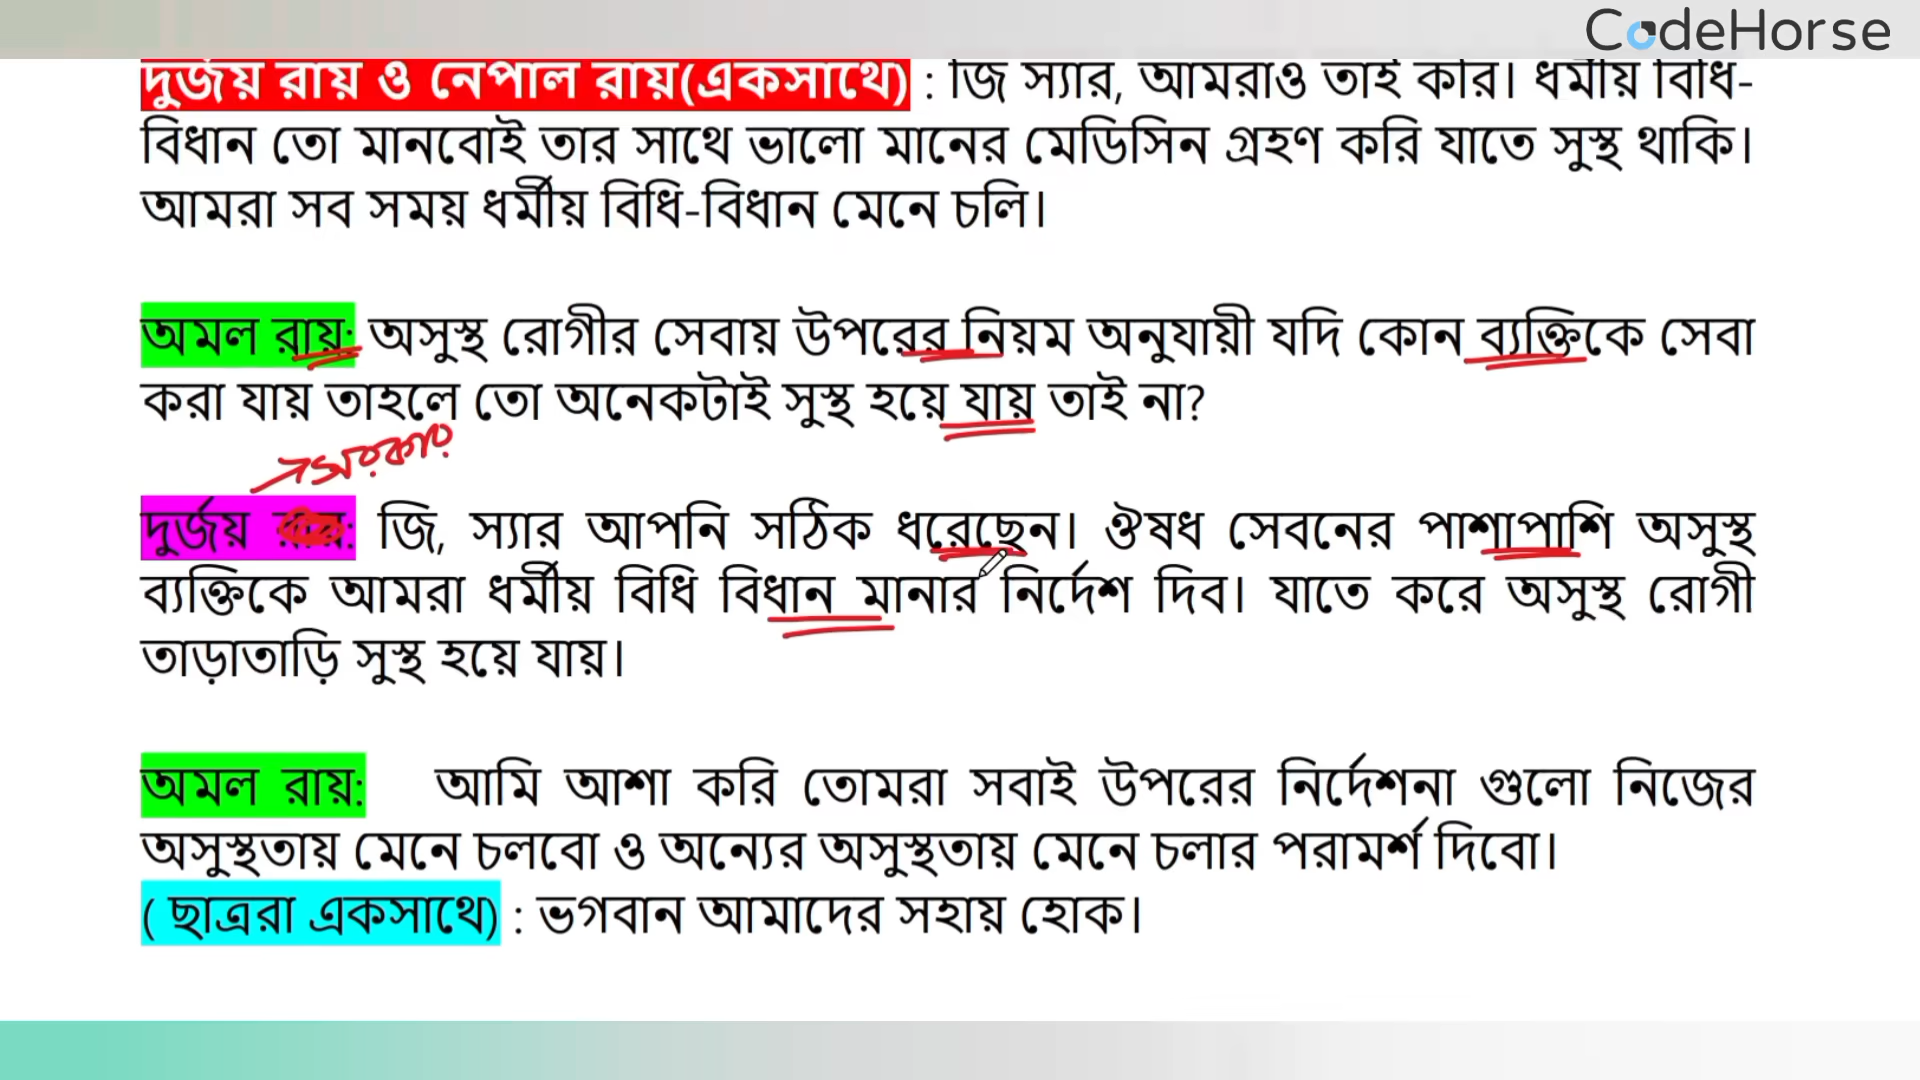 CodeHorse
দুর্জয় রায় ও নেপাল রায়(একসাথে) : জি স্যার, আমরাও তাই করি। ধর্মীয় বিধি-
বিধান তো মানবোই তার সাথে ভালো মানের মেডিসিন গ্রহণ করি যাতে সুস্থ থাকি।
আমরা সব সময় ধর্মীয় বিধি-বিধান মেনে চলি।
অমল রায়: অসুস্থ রোগীর সেবায় উপরের নিয়ম অনুযায়ী যদি কোন ব্যক্তিকে সেবা
করা যায় তাহলে তো অনেকটাই সুস্থ হয়ে যায় তাই না?
সরকার
দুর্জয় : জি, স্যার আপনি সঠিক ধরেছেন। ঔষধ সেবনের পাশাপাশি অসুস্থ
ব্যক্তিকে আমরা ধর্মীয় বিধি বিধান মানার নির্দেশ দিব। যাতে করে অসুস্থ রোগী
তাড়াতাড়ি সুস্থ হয়ে যায়।
অমল রায়: আমি আশা করি তোমরা সবাই উপরের নির্দেশনা গুলো নিজের
অসুস্থতায় মেনে চলবো ও অন্যের অসুস্থতায় মেনে চলার পরামর্শ দিবো।
( ছাত্ররা একসাথে) : ভগবান আমাদের সহায় হোক।